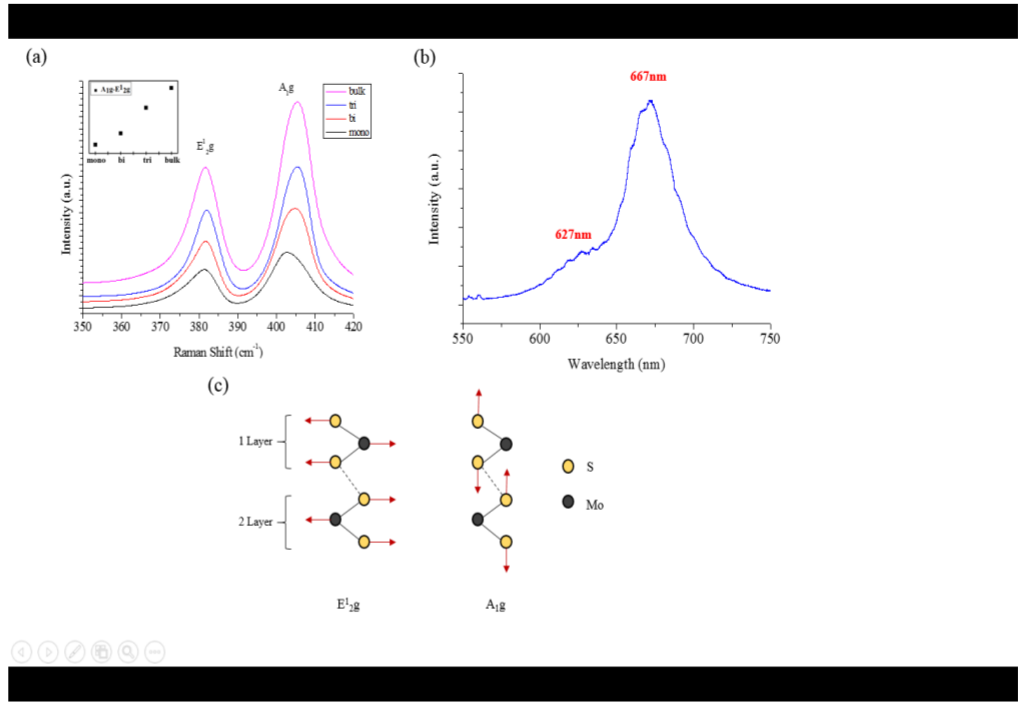 (a)
A1g-E¹2g
mono bi tri bulk
E¹2g
A1g
bulk
tri
bi
mono
Intensity (a.u.)
350 360 370 380 390 400 410 420
Raman Shift (cm⁻¹)
(b)
667nm
627nm
Intensity (a.u.)
550 600 650 700 750
Wavelength (nm)
(c)
1 Layer
2 Layer
S
Mo
E¹₂g
A₁g